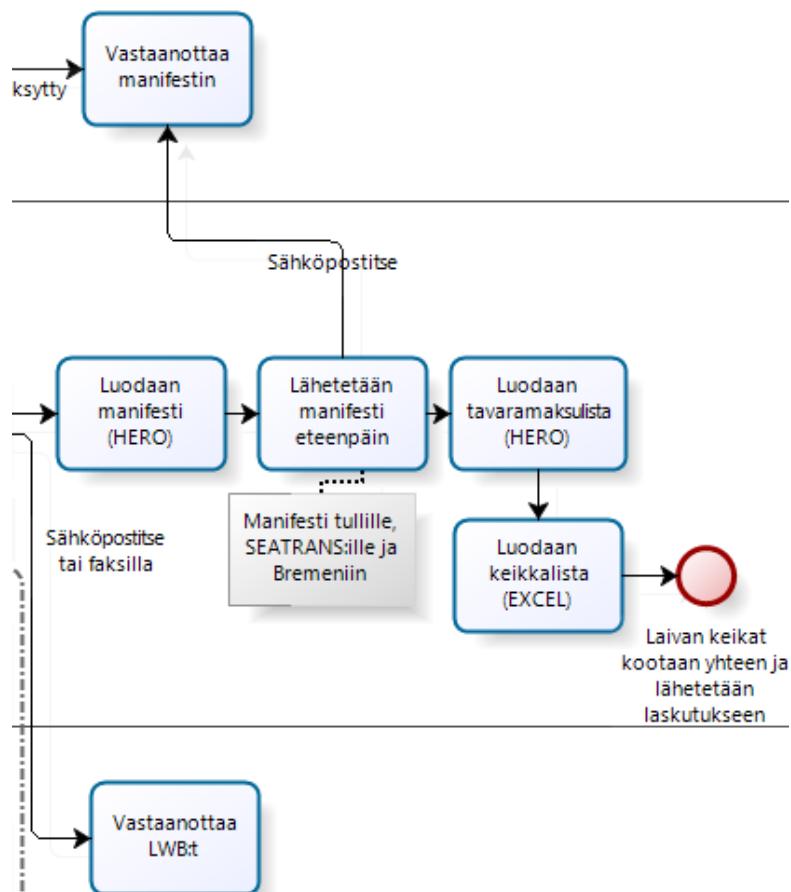 Vastaanottaa
manifestin
ksytty
Sähköpostitse
Luodaan
manifesti
(HERO)
Lähetetään
manifesti
eteenpäin
Luodaan
tavaramaksulista
(HERO)
Manifesti tullille,
SEATRANS:ille ja
Bremeniin
Sähköpostitse
tai faksilla
Luodaan
keikkalista
(EXCEL)
Laivan keikat
kootaan yhteen ja
lähetetään
laskutukseen
Vastaanottaa
LWB:t